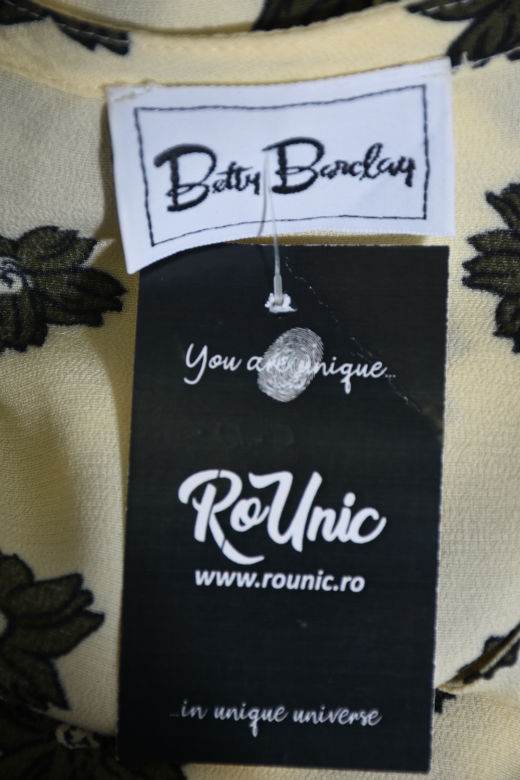 Betty Barclay
You are unique...
RoUnic
www.rounic.ro
...in unique universe